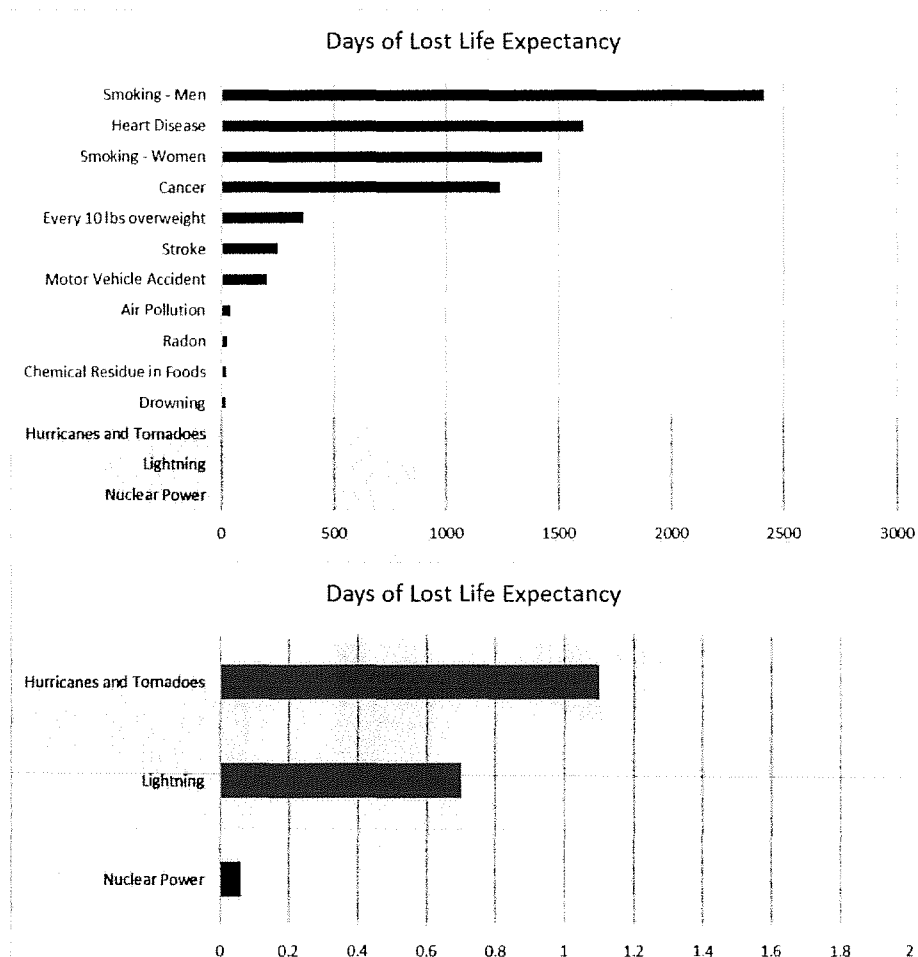 Days of Lost Life Expectancy
Smoking - Men
Heart Disease
Smoking - Women
Cancer
Every 10 lbs overweight
Stroke
Motor Vehicle Accident
Air Pollution
Radon
Chemical Residue in Foods
Drowning
Hurricanes and Tornadoes
Lightning
Nuclear Power
0 500 1000 1500 2000 2500 3000
Days of Lost Life Expectancy
Hurricanes and Tornadoes
Lightning
Nuclear Power
0 0.2 0.4 0.6 0.8 1 1.2 1.4 1.6 1.8 2